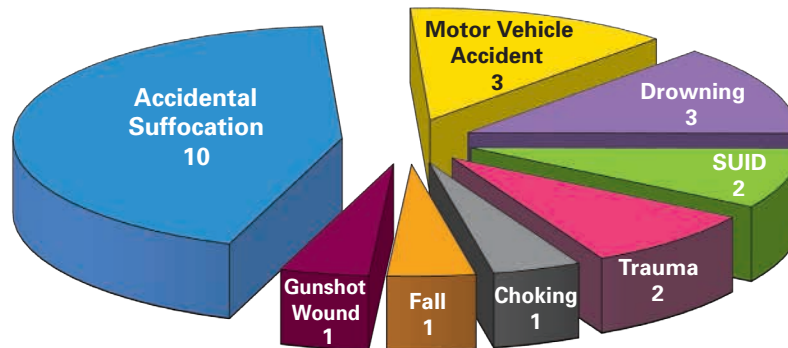 Accidental
Suffocation
10
Motor Vehicle
Accident
3
Drowning
3
SUID
2
Trauma
2
Choking
1
Fall
1
Gunshot
Wound
1